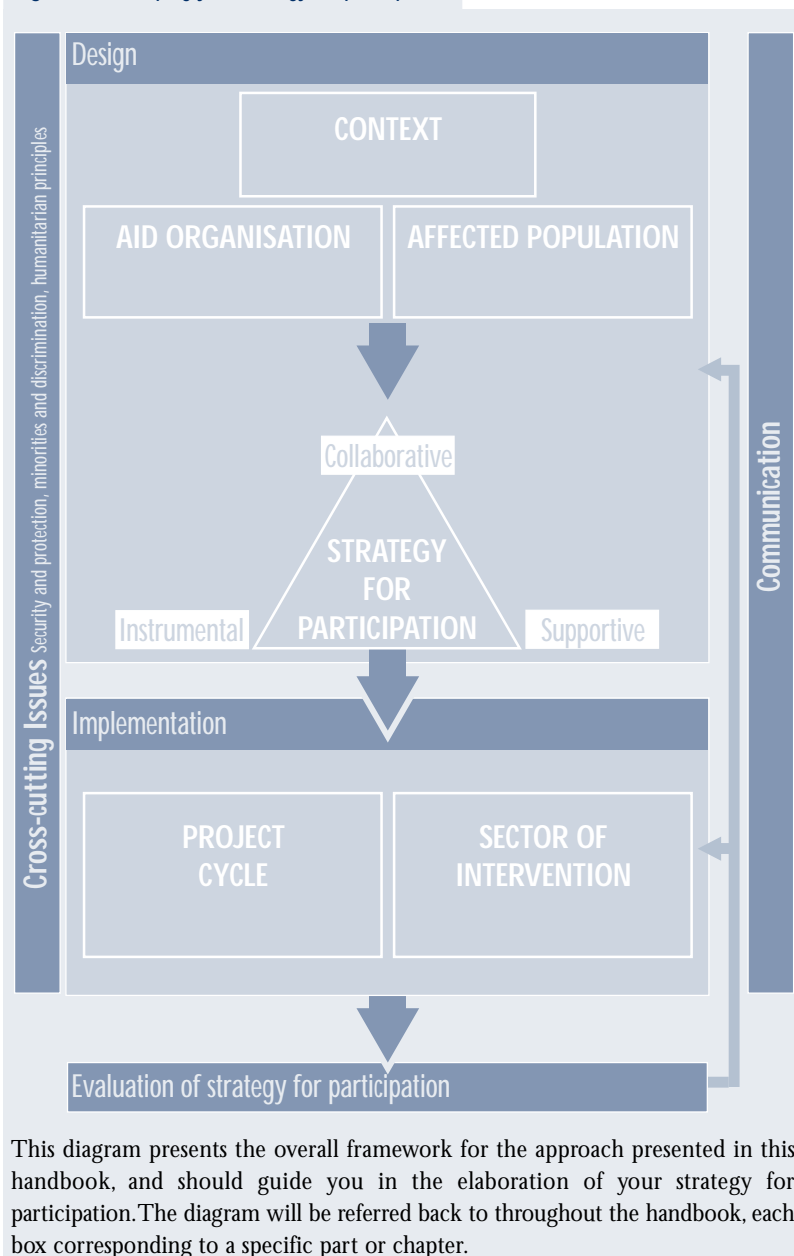 Design
CONTEXT
AID ORGANISATION
AFFECTED POPULATION
Collaborative
STRATEGY
FOR
PARTICIPATION
Instrumental
Supportive
Implementation
PROJECT
CYCLE
SECTOR OF
INTERVENTION
Evaluation of strategy for participation
Cross-cutting Issues Security and protection, minorities and discrimination, humanitarian principles
Communication
This diagram presents the overall framework for the approach presented in this
handbook, and should guide you in the elaboration of your strategy for
participation.The diagram will be referred back to throughout the handbook, each
box corresponding to a specific part or chapter.